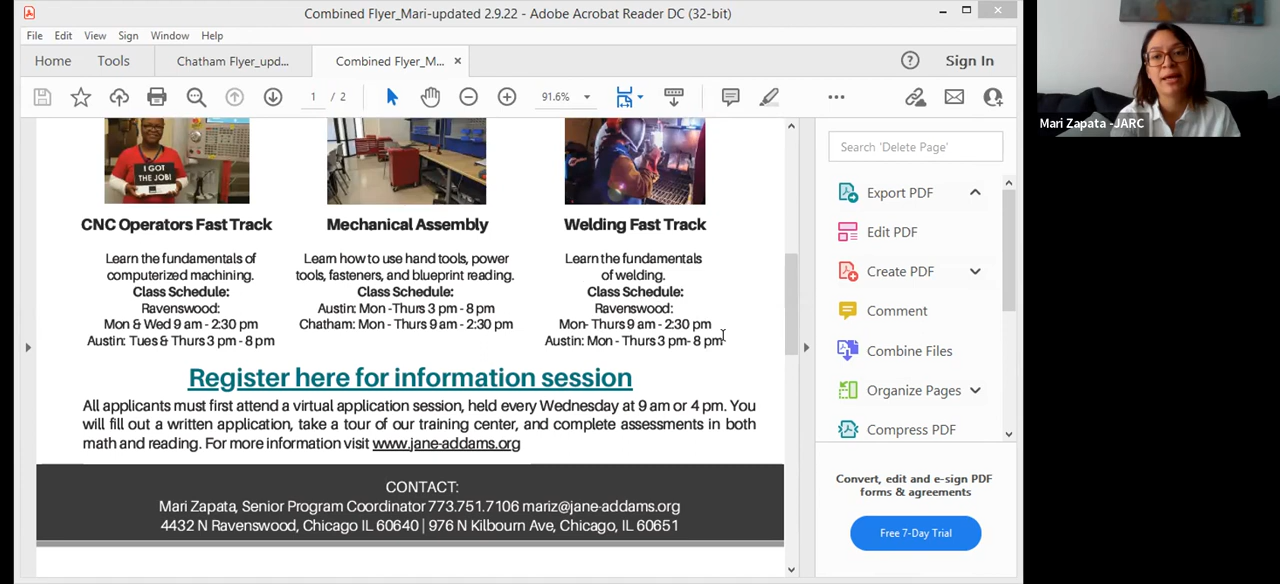 Combined Flyer_Mari-updated 2.9.22 - Adobe Acrobat Reader DC (32-bit)
File Edit View Sign Window Help
Home Tools Chatham Flyer_upd... Combined Flyer_M... ×
Sign In
1 / 2 91.6%
Mari Zapata -JARC
Search 'Delete Page'
I GOT
THE JOB!
CNC Operators Fast Track
Learn the fundamentals of
computerized machining.
Class Schedule:
Ravenswood:
Mon & Wed 9 am - 2:30 pm
Austin: Tues & Thurs 3 pm- 8 pm
Mechanical Assembly
Learn how to use hand tools, power
tools, fasteners, and blueprint reading.
Class Schedule:
Austin: Mon -Thurs 3 pm - 8 pm
Chatham: Mon - Thurs 9 am - 2:30 pm
Welding Fast Track
Learn the fundamentals
of welding.
Class Schedule:
Ravenswood:
Mon- Thurs 9 am - 2:30 pm
Austin: Mon - Thurs 3 pm- 8 pm
Register here for information session
All applicants must first attend a virtual application session, held every Wednesday at 9 am or 4 pm. You
will fill out a written application, take a tour of our training center, and complete assessments in both
math and reading. For more information visit www.jane-addams.org
CONTACT:
Mari Zapata, Senior Program Coordinator 773.751.7106 mariz@jane-addams.org
4432 N Ravenswood, Chicago IL 60640 | 976 N Kilbourn Ave, Chicago, IL 60651
Export PDF
Edit PDF
Create PDF
Comment
Combine Files
Organize Pages
Compress PDF
Convert, edit and e-sign PDF
forms & agreements
Free 7-Day Trial